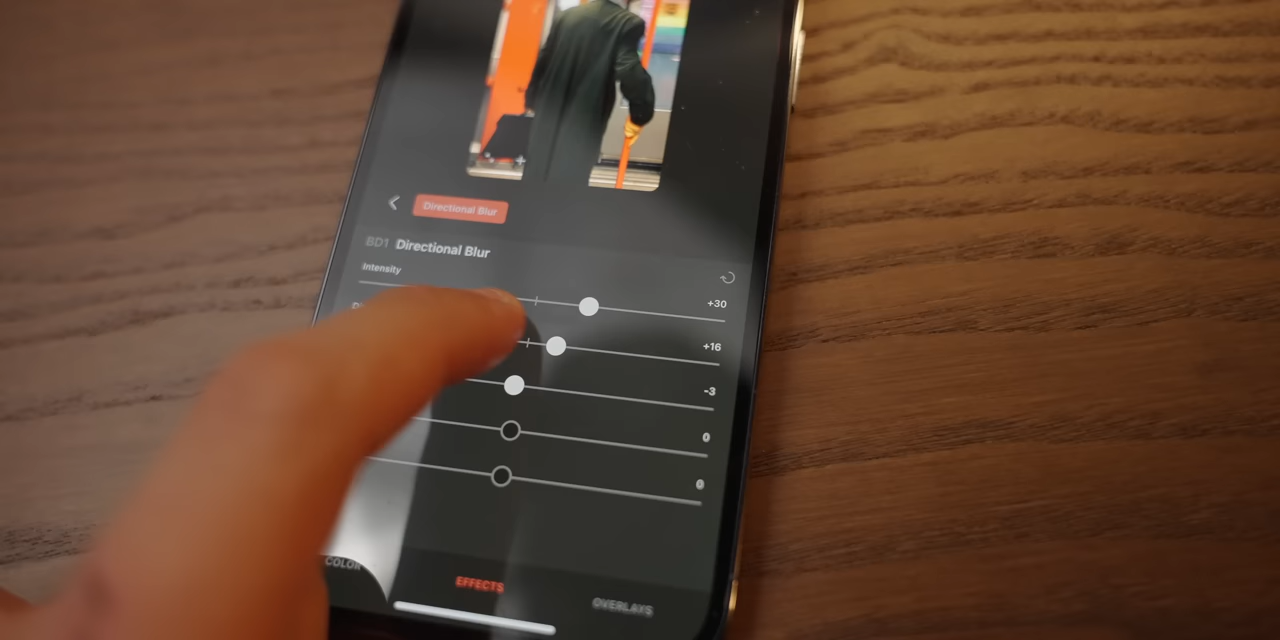 Directional Blur
BD1 Directional Blur
Intensity
+30
+16
-3
0
0
COLOR
EFFECTS
OVERLAYS